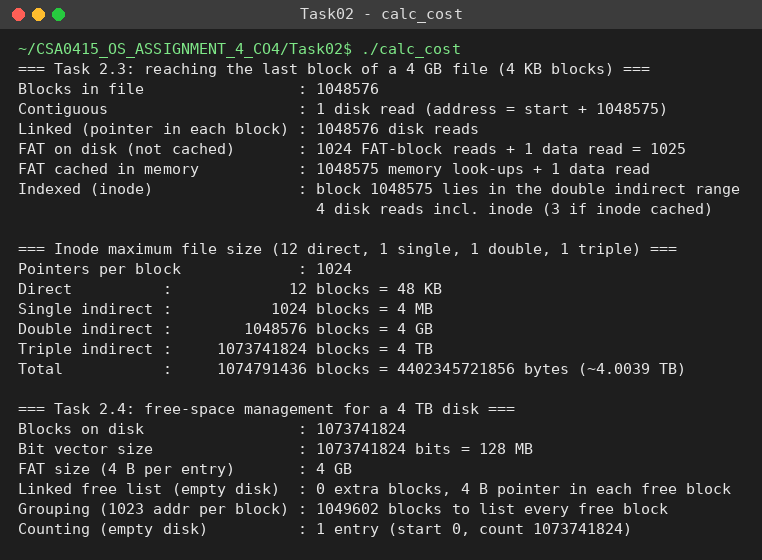 Task02 - calc_cost
~/CSA0415_OS_ASSIGNMENT_4_CO4/Task02$ ./calc_cost
=== Task 2.3: reaching the last block of a 4 GB file (4 KB blocks) ===
Blocks in file                 : 1048576
Contiguous                     : 1 disk read (address = start + 1048575)
Linked (pointer in each block) : 1048576 disk reads
FAT on disk (not cached)       : 1024 FAT-block reads + 1 data read = 1025
FAT cached in memory           : 1048575 memory look-ups + 1 data read
Indexed (inode)                : block 1048575 lies in the double indirect range
                                 4 disk reads incl. inode (3 if inode cached)

=== Inode maximum file size (12 direct, 1 single, 1 double, 1 triple) ===
Pointers per block             : 1024
Direct          :             12 blocks = 48 KB
Single indirect :           1024 blocks = 4 MB
Double indirect :        1048576 blocks = 4 GB
Triple indirect :     1073741824 blocks = 4 TB
Total           :     1074791436 blocks = 4402345721856 bytes (~4.0039 TB)

=== Task 2.4: free-space management for a 4 TB disk ===
Blocks on disk                 : 1073741824
Bit vector size                : 1073741824 bits = 128 MB
FAT size (4 B per entry)       : 4 GB
Linked free list (empty disk)  : 0 extra blocks, 4 B pointer in each free block
Grouping (1023 addr per block) : 1049602 blocks to list every free block
Counting (empty disk)          : 1 entry (start 0, count 1073741824)